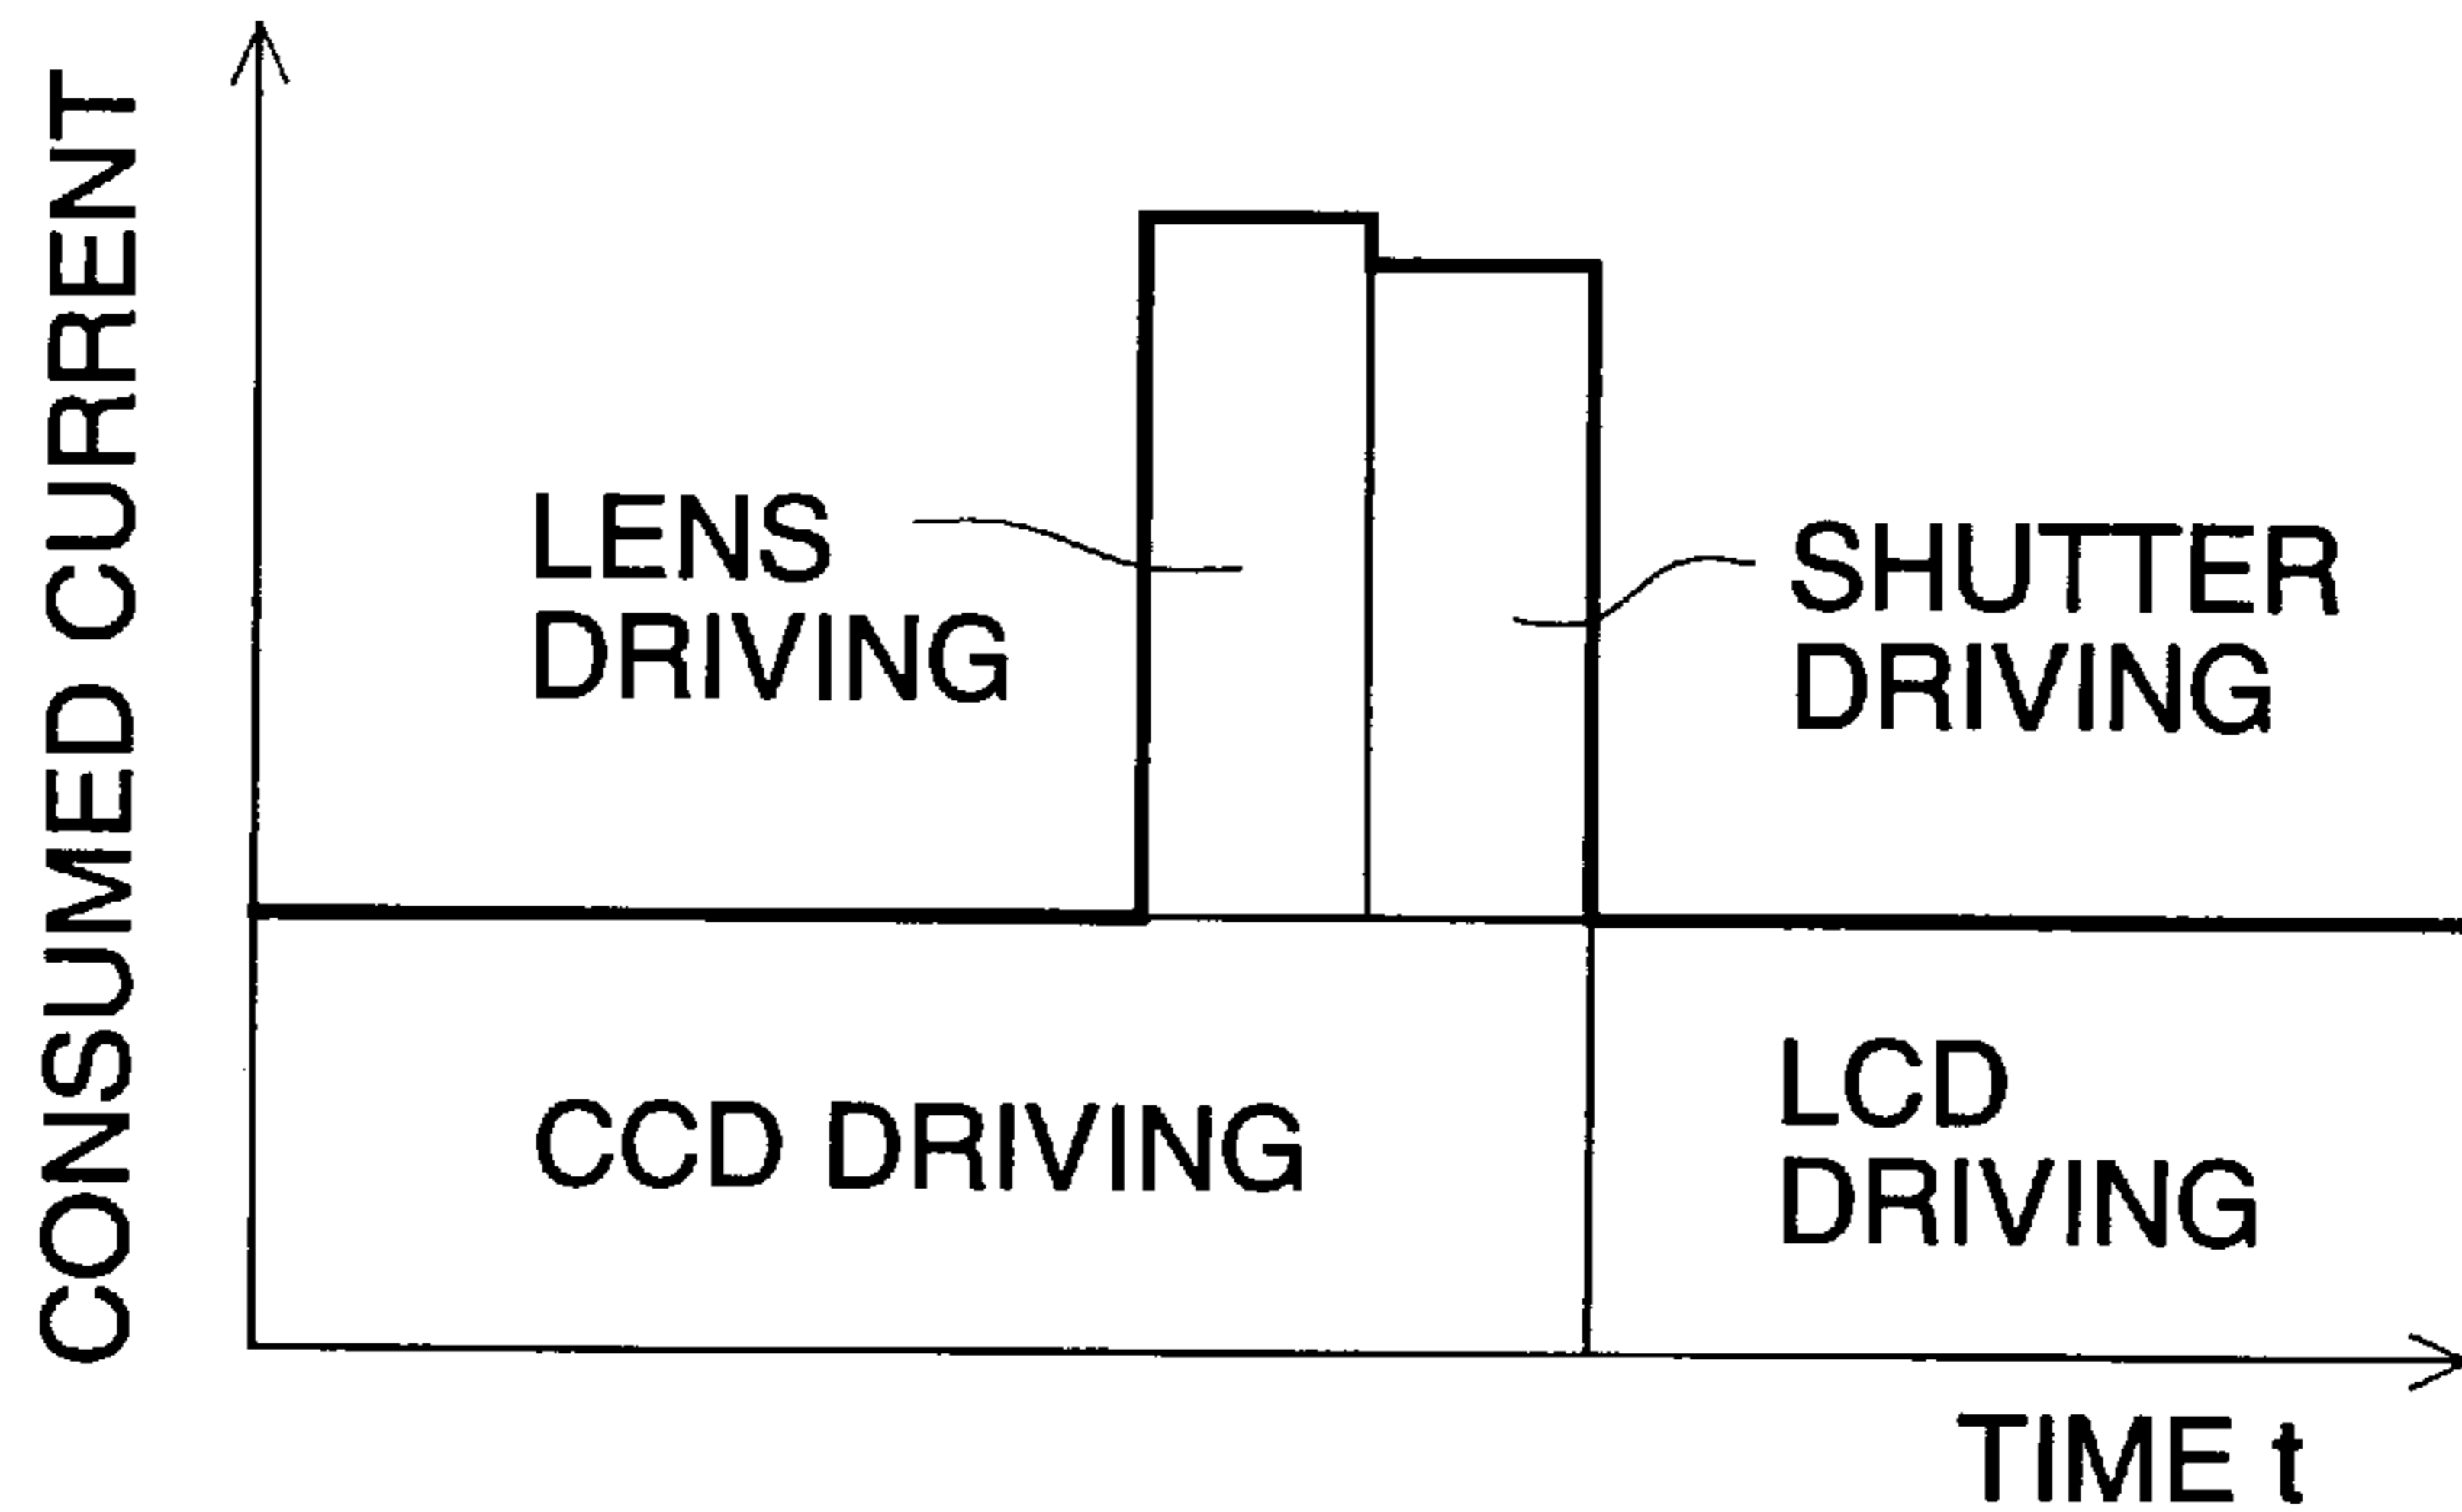 CONSUMED CURRENT
LENS
DRIVING
SHUTTER
DRIVING
CCD DRIVING
LCD
DRIVING
TIME t